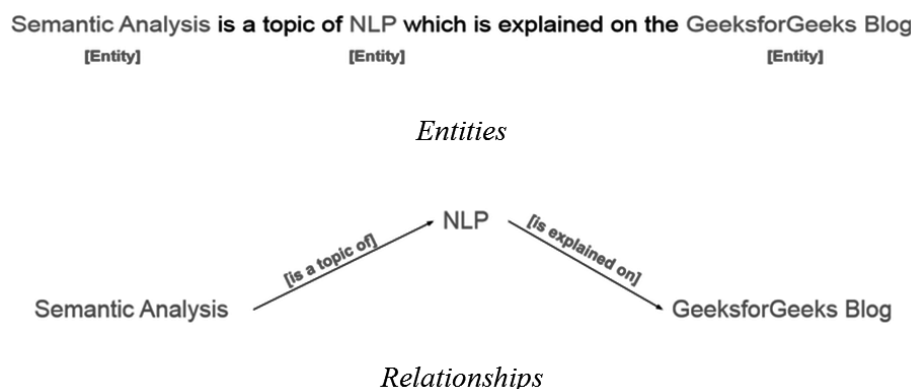 Semantic Analysis is a topic of NLP which is explained on the GeeksforGeeks Blog
[Entity] [Entity] [Entity]
Entities
NLP
[is a topic of] [is explained on]
Semantic Analysis GeeksforGeeks Blog
Relationships